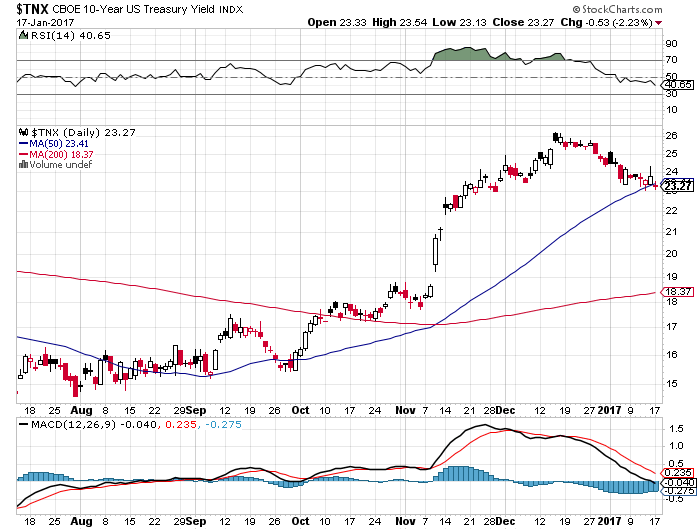 $TNX CBOE 10-Year US Treasury Yield INDX © StockCharts.com
17-Jan-2017 Open 23.33 High 23.54 Low 23.13 Close 23.27 Chg -0.53 (-2.23%)
RSI(14) 40.65
90
70
50
40.65
30
10
$TNX (Daily) 23.27
MA(50) 23.41
MA(200) 18.37
Volume undef
26
25
24
23.27
23
22
21
20
19
18.37
18
17
16
15
18 25 Aug 8 15 22 29 Sep 12 19 26 Oct 10 17 24 Nov 7 14 21 28 Dec 12 19 27 2017 9 17
MACD(12,26,9) -0.040, 0.235, -0.275
1.5
1.0
0.5
0.235
-0.040
-0.275
18 25 Aug 8 15 22 29 Sep 12 19 26 Oct 10 17 24 Nov 7 14 21 28 Dec 12 19 27 2017 9 17